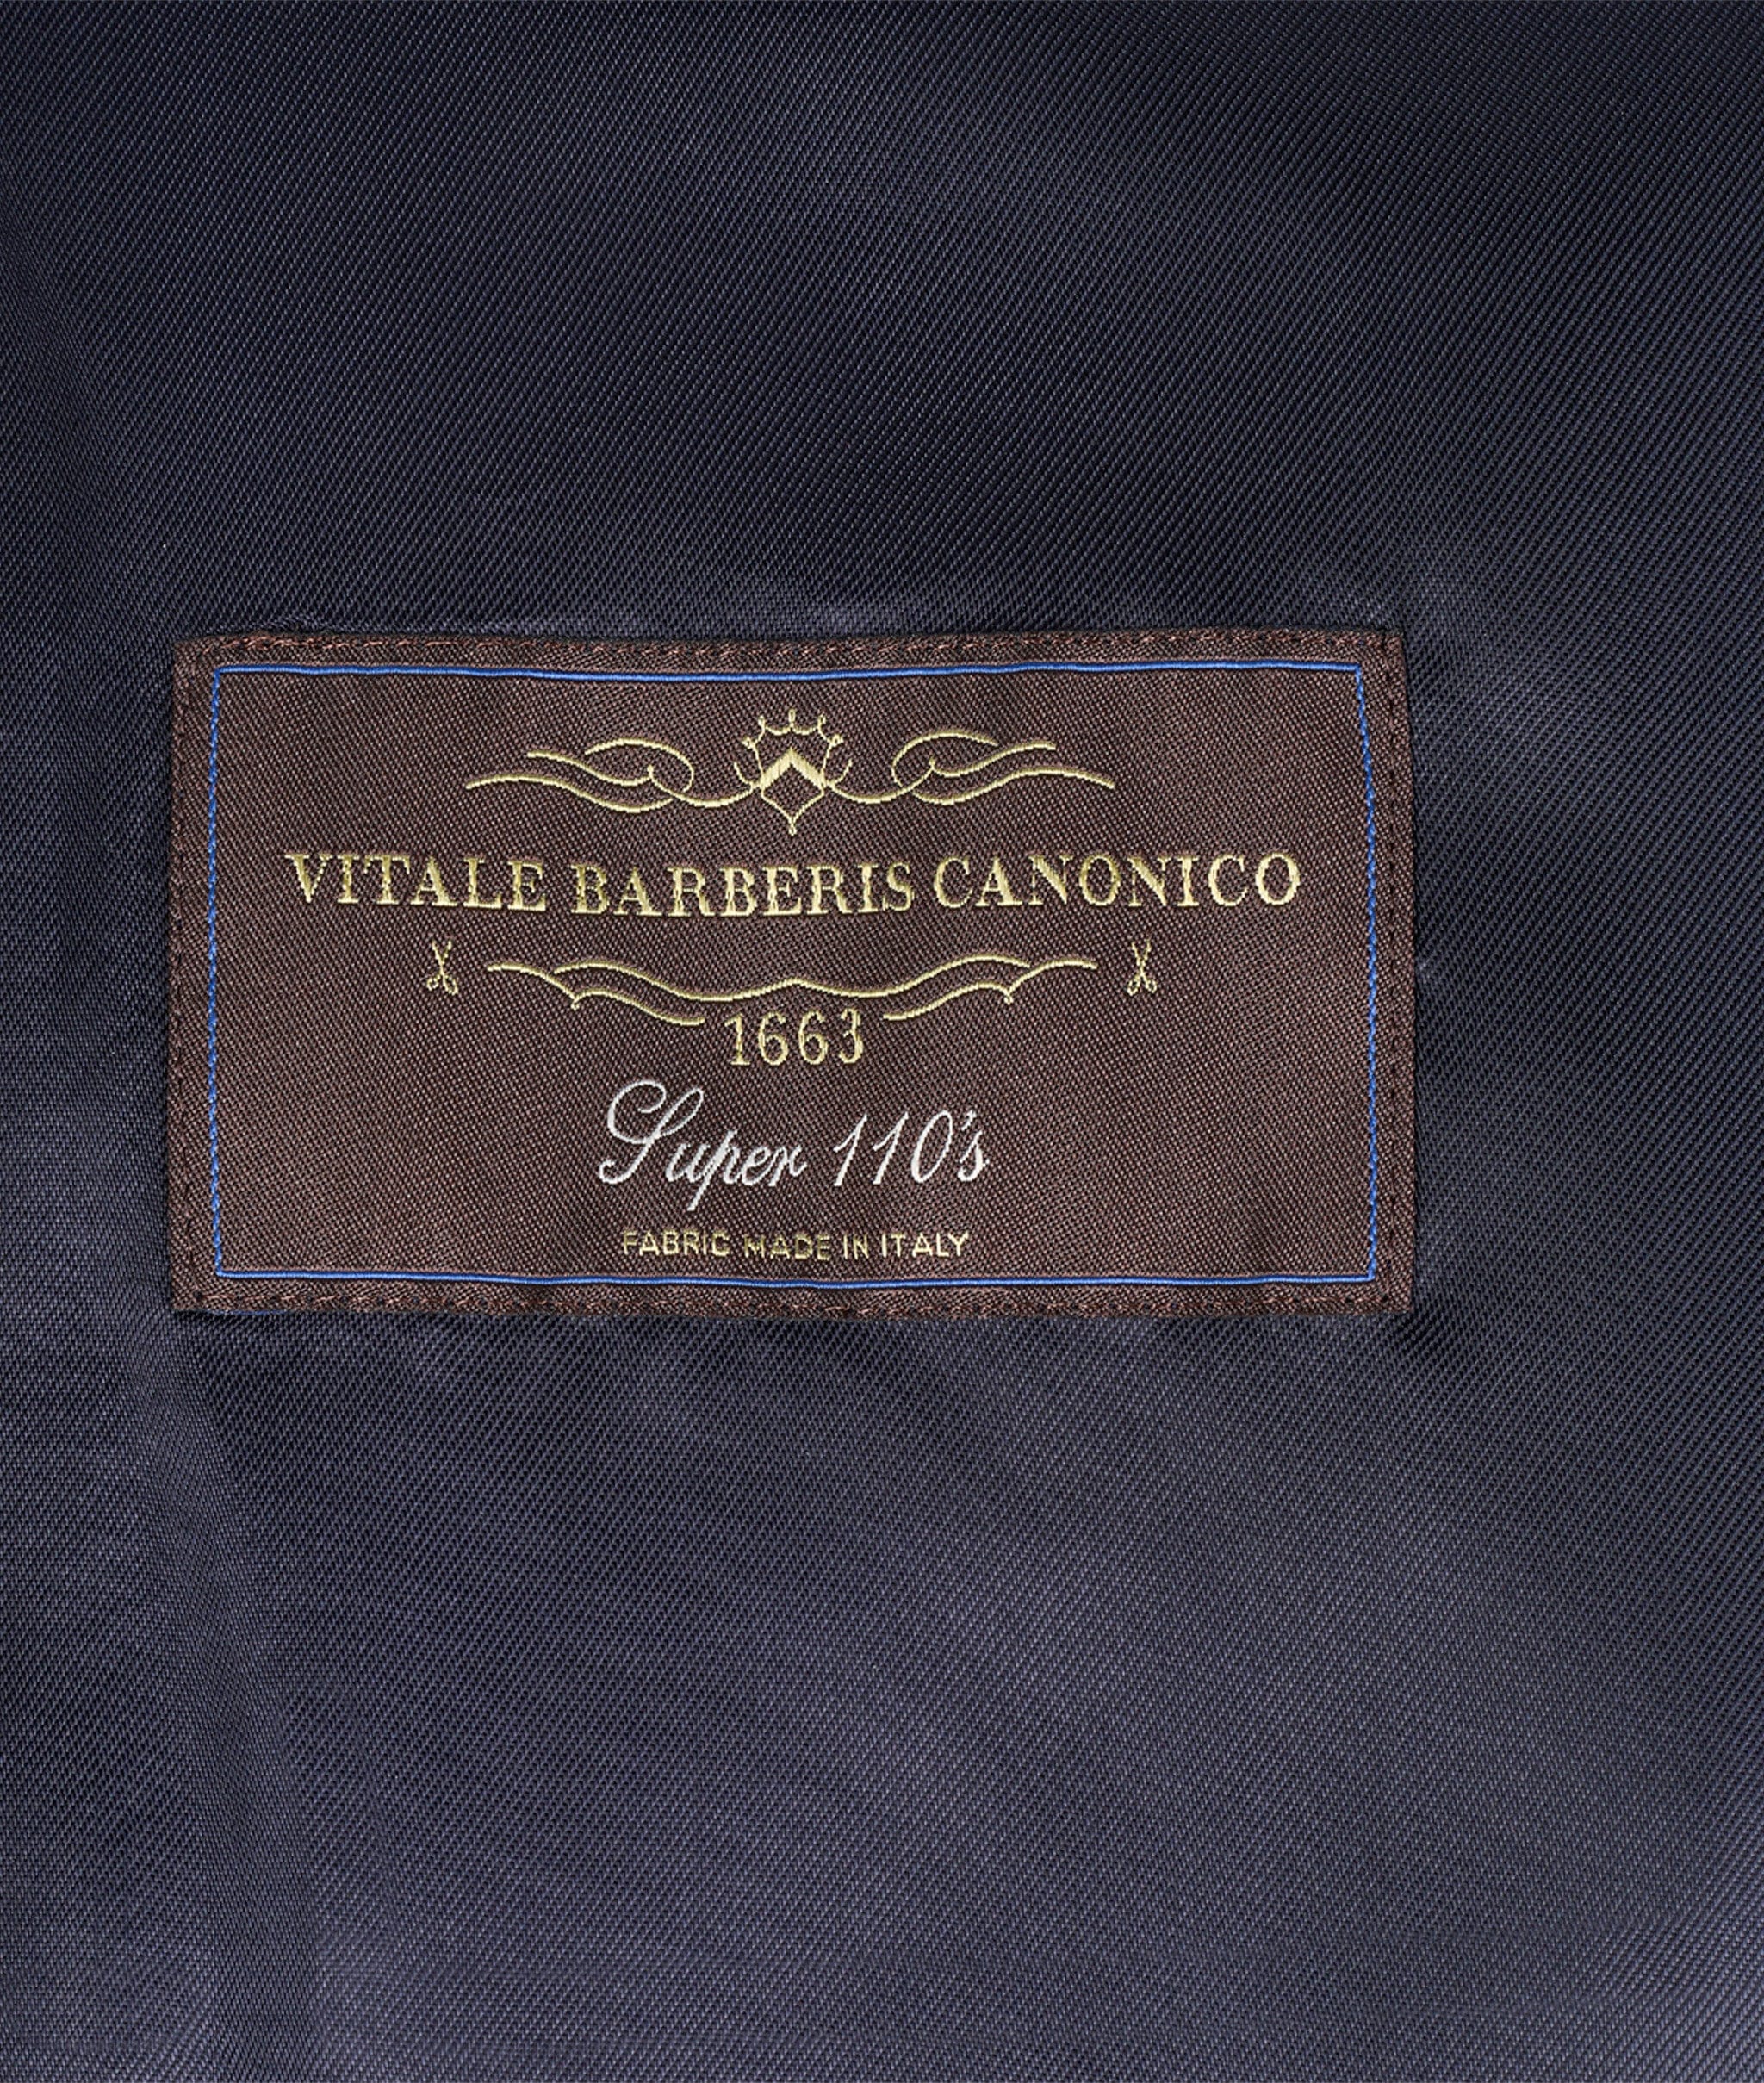 VITALE BARBERIS CANONICO
1663
Super 110's
FABRIC MADE IN ITALY